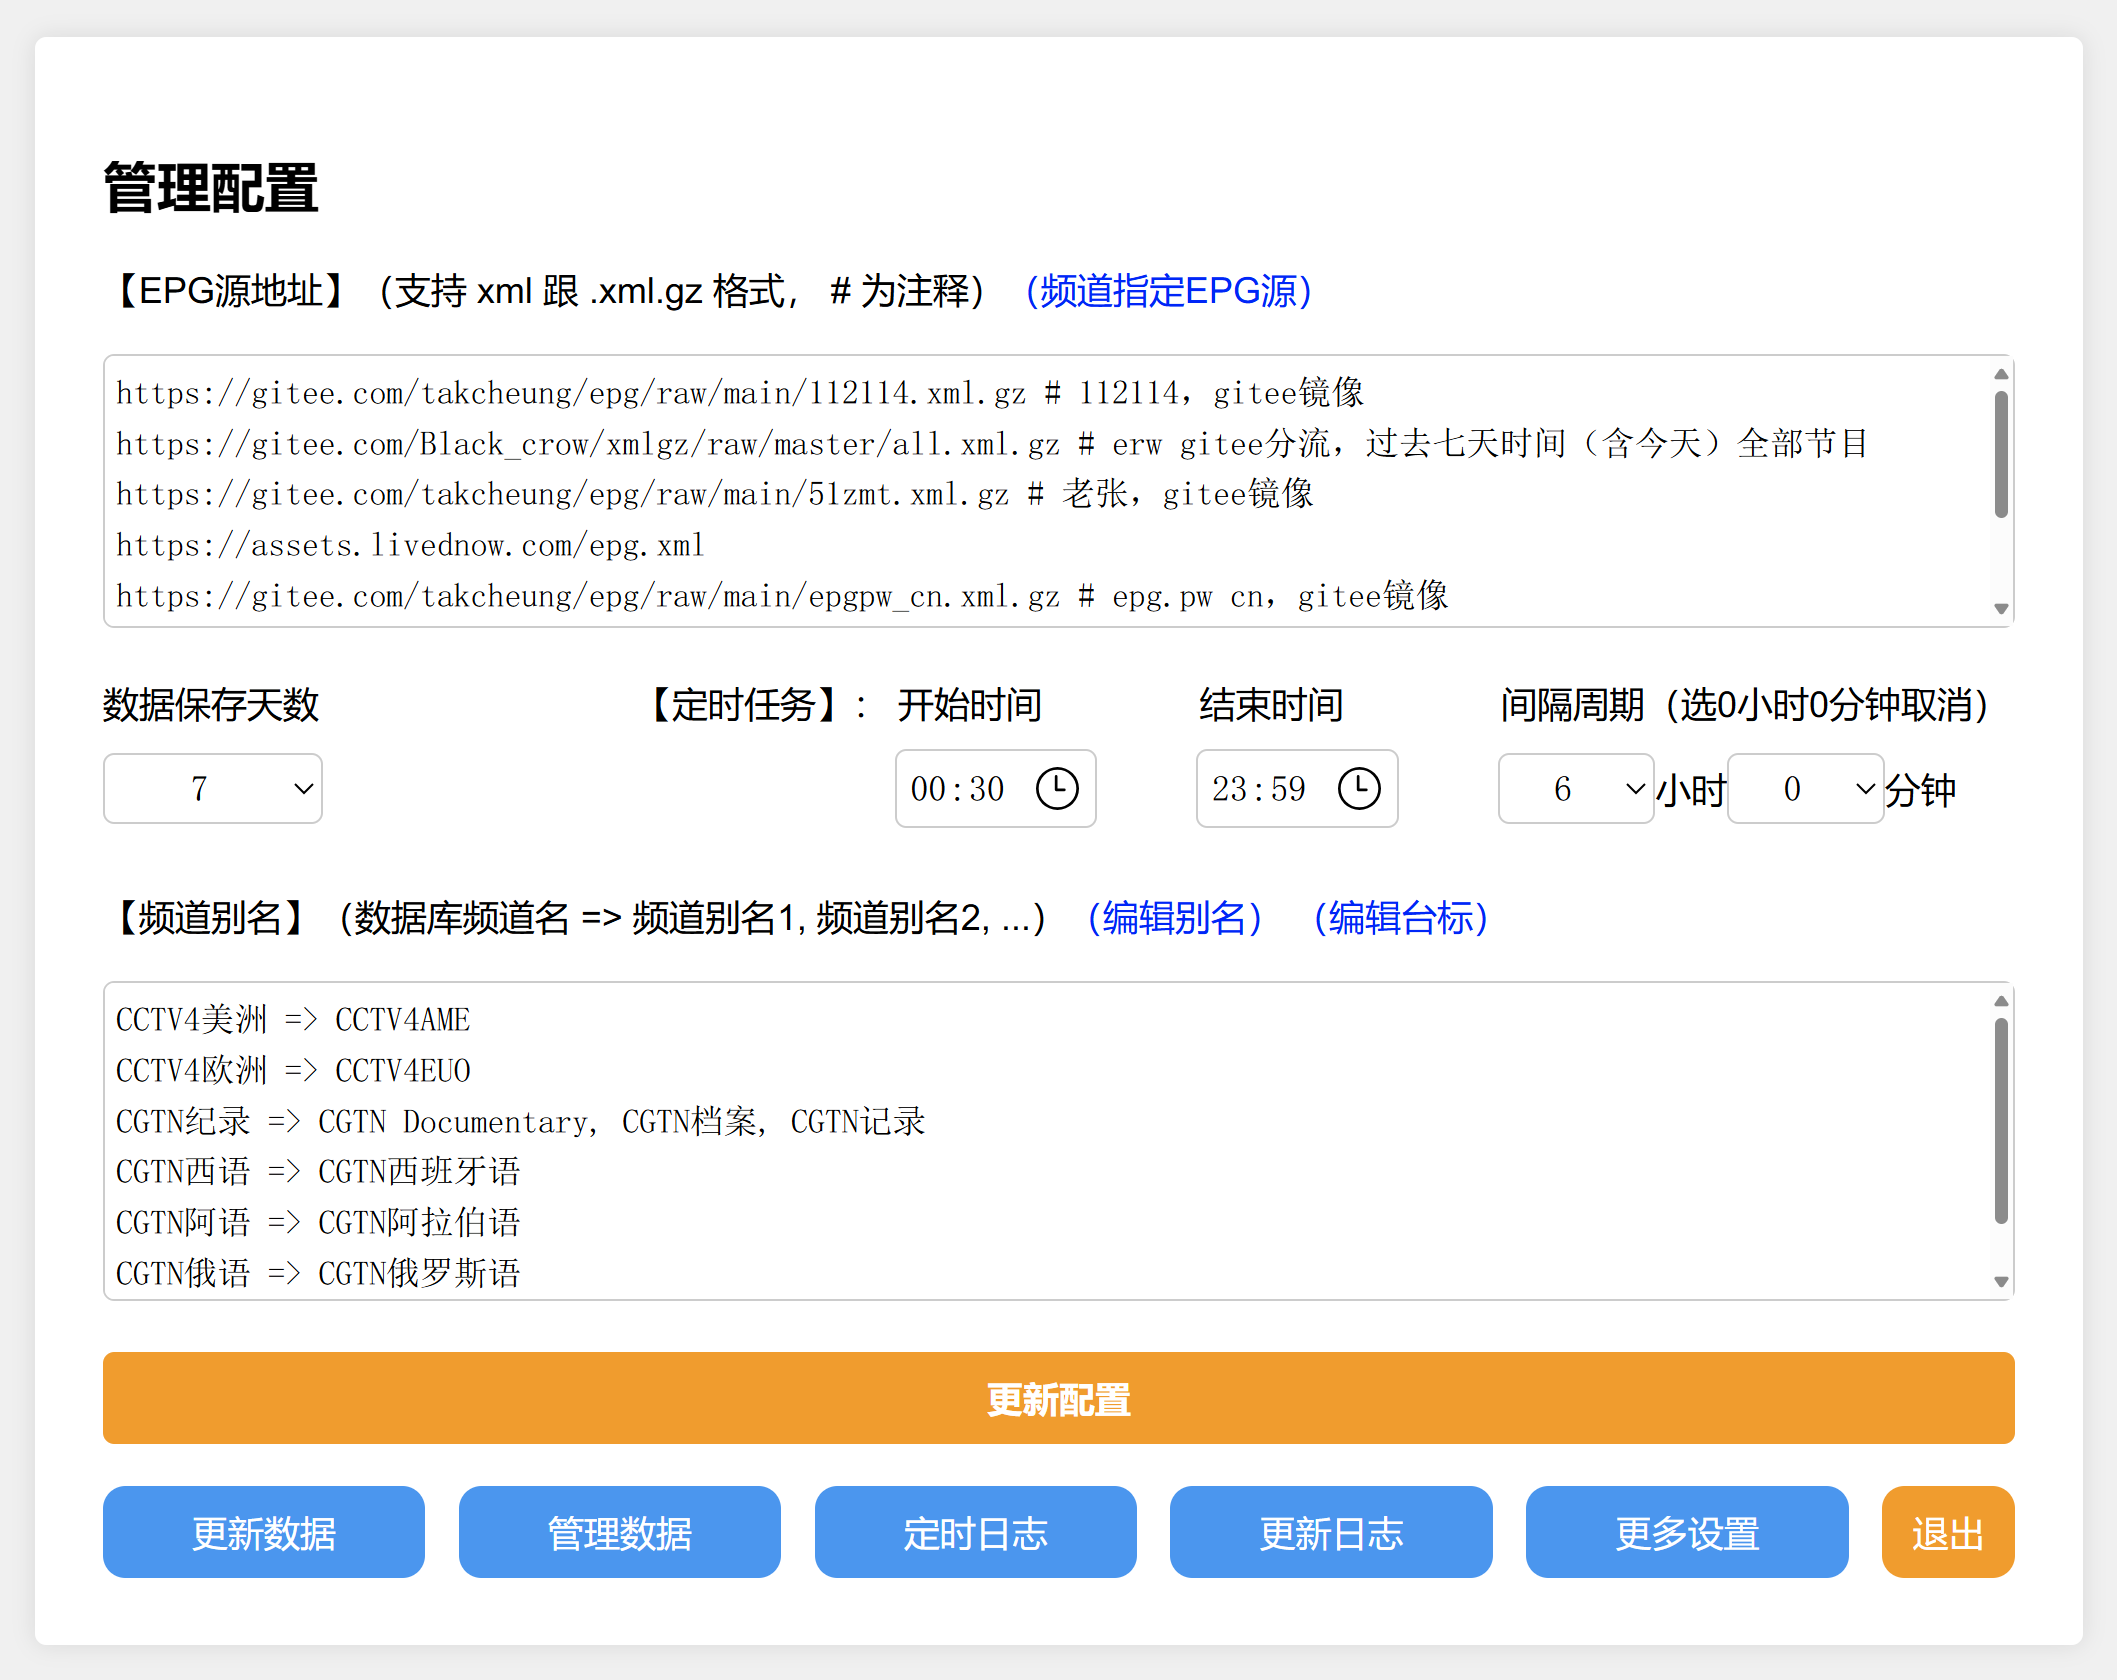 管理配置
【EPG源地址】（支持 xml 跟 .xml.gz 格式， # 为注释）（频道指定EPG源）
https://gitee.com/takcheung/epg/raw/main/112114.xml.gz # 112114，gitee镜像
https://gitee.com/Black_crow/xmlgz/raw/master/all.xml.gz # erw gitee分流，过去七天时间（含今天）全部节目
https://gitee.com/takcheung/epg/raw/main/51zmt.xml.gz # 老张，gitee镜像
https://assets.livednow.com/epg.xml
https://gitee.com/takcheung/epg/raw/main/epgpw_cn.xml.gz # epg.pw cn，gitee镜像
数据保存天数 【定时任务】： 开始时间 结束时间 间隔周期（选0小时0分钟取消）
7 00:30 23:59 6 小时 0 分钟
【频道别名】（数据库频道名 => 频道别名1, 频道别名2, ...）（编辑别名）（编辑台标）
CCTV4美洲 => CCTV4AME
CCTV4欧洲 => CCTV4EUO
CGTN纪录 => CGTN Documentary, CGTN档案, CGTN记录
CGTN西语 => CGTN西班牙语
CGTN阿语 => CGTN阿拉伯语
CGTN俄语 => CGTN俄罗斯语
更新配置
更新数据 管理数据 定时日志 更新日志 更多设置 退出